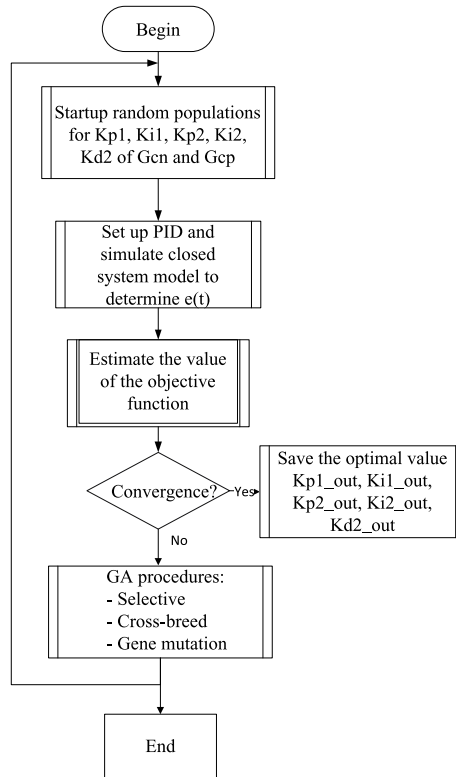 Begin
Startup random populations
for Kp1, Ki1, Kp2, Ki2,
Kd2 of Gcn and Gcp
Set up PID and
simulate closed
system model to
determine e(t)
Estimate the value
of the objective
function
Convergence?
Yes
Save the optimal value
Kp1_out, Ki1_out,
Kp2_out, Ki2_out,
Kd2_out
No
GA procedures:
- Selective
- Cross-breed
- Gene mutation
End